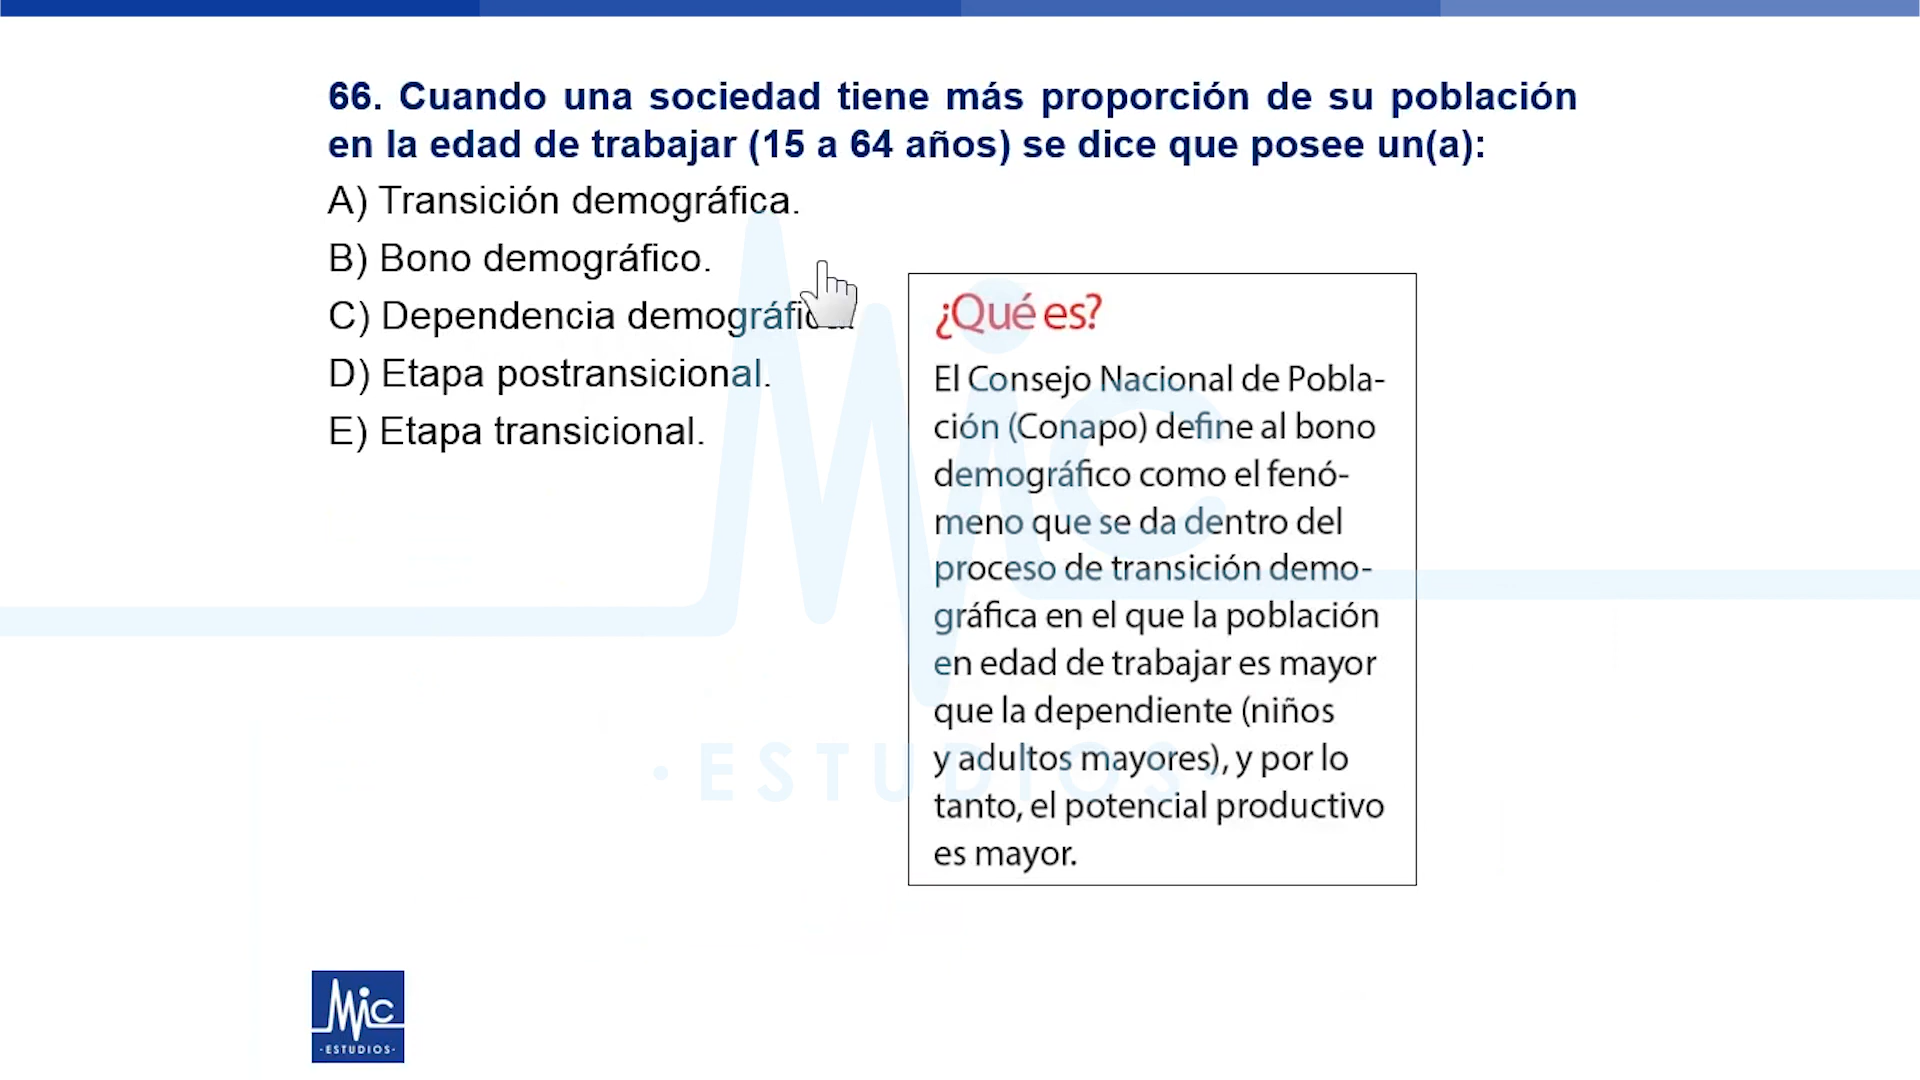 66. Cuando una sociedad tiene más proporción de su población
en la edad de trabajar (15 a 64 años) se dice que posee un(a):
A) Transición demográfica.
B) Bono demográfico.
C) Dependencia demográfica.
D) Etapa postransicional.
E) Etapa transicional.
¿Qué es?
El Consejo Nacional de Pobla-
ción (Conapo) define al bono
demográfico como el fenó-
meno que se da dentro del
proceso de transición demo-
gráfica en el que la población
en edad de trabajar es mayor
que la dependiente (niños
y adultos mayores), y por lo
tanto, el potencial productivo
es mayor.
Mic
· ESTUDIOS ·
Mic
·ESTUDIOS·